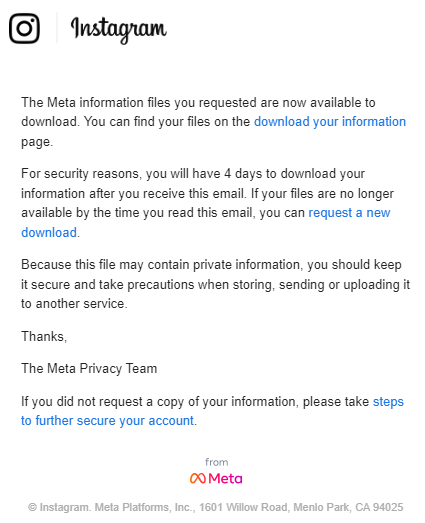 Instagram
The Meta information files you requested are now available to
download. You can find your files on the download your information
page.
For security reasons, you will have 4 days to download your
information after you receive this email. If your files are no longer
available by the time you read this email, you can request a new
download.
Because this file may contain private information, you should keep
it secure and take precautions when storing, sending or uploading it
to another service.
Thanks,
The Meta Privacy Team
If you did not request a copy of your information, please take steps
to further secure your account.
from
Meta
© Instagram. Meta Platforms, Inc., 1601 Willow Road, Menlo Park, CA 94025